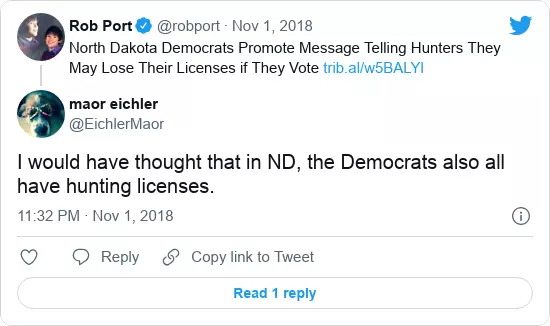 Rob Port @robport · Nov 1, 2018
North Dakota Democrats Promote Message Telling Hunters They
May Lose Their Licenses if They Vote trib.al/w5BALYI
maor eichler
@EichlerMaor
I would have thought that in ND, the Democrats also all
have hunting licenses.
11:32 PM · Nov 1, 2018
Reply Copy link to Tweet
Read 1 reply